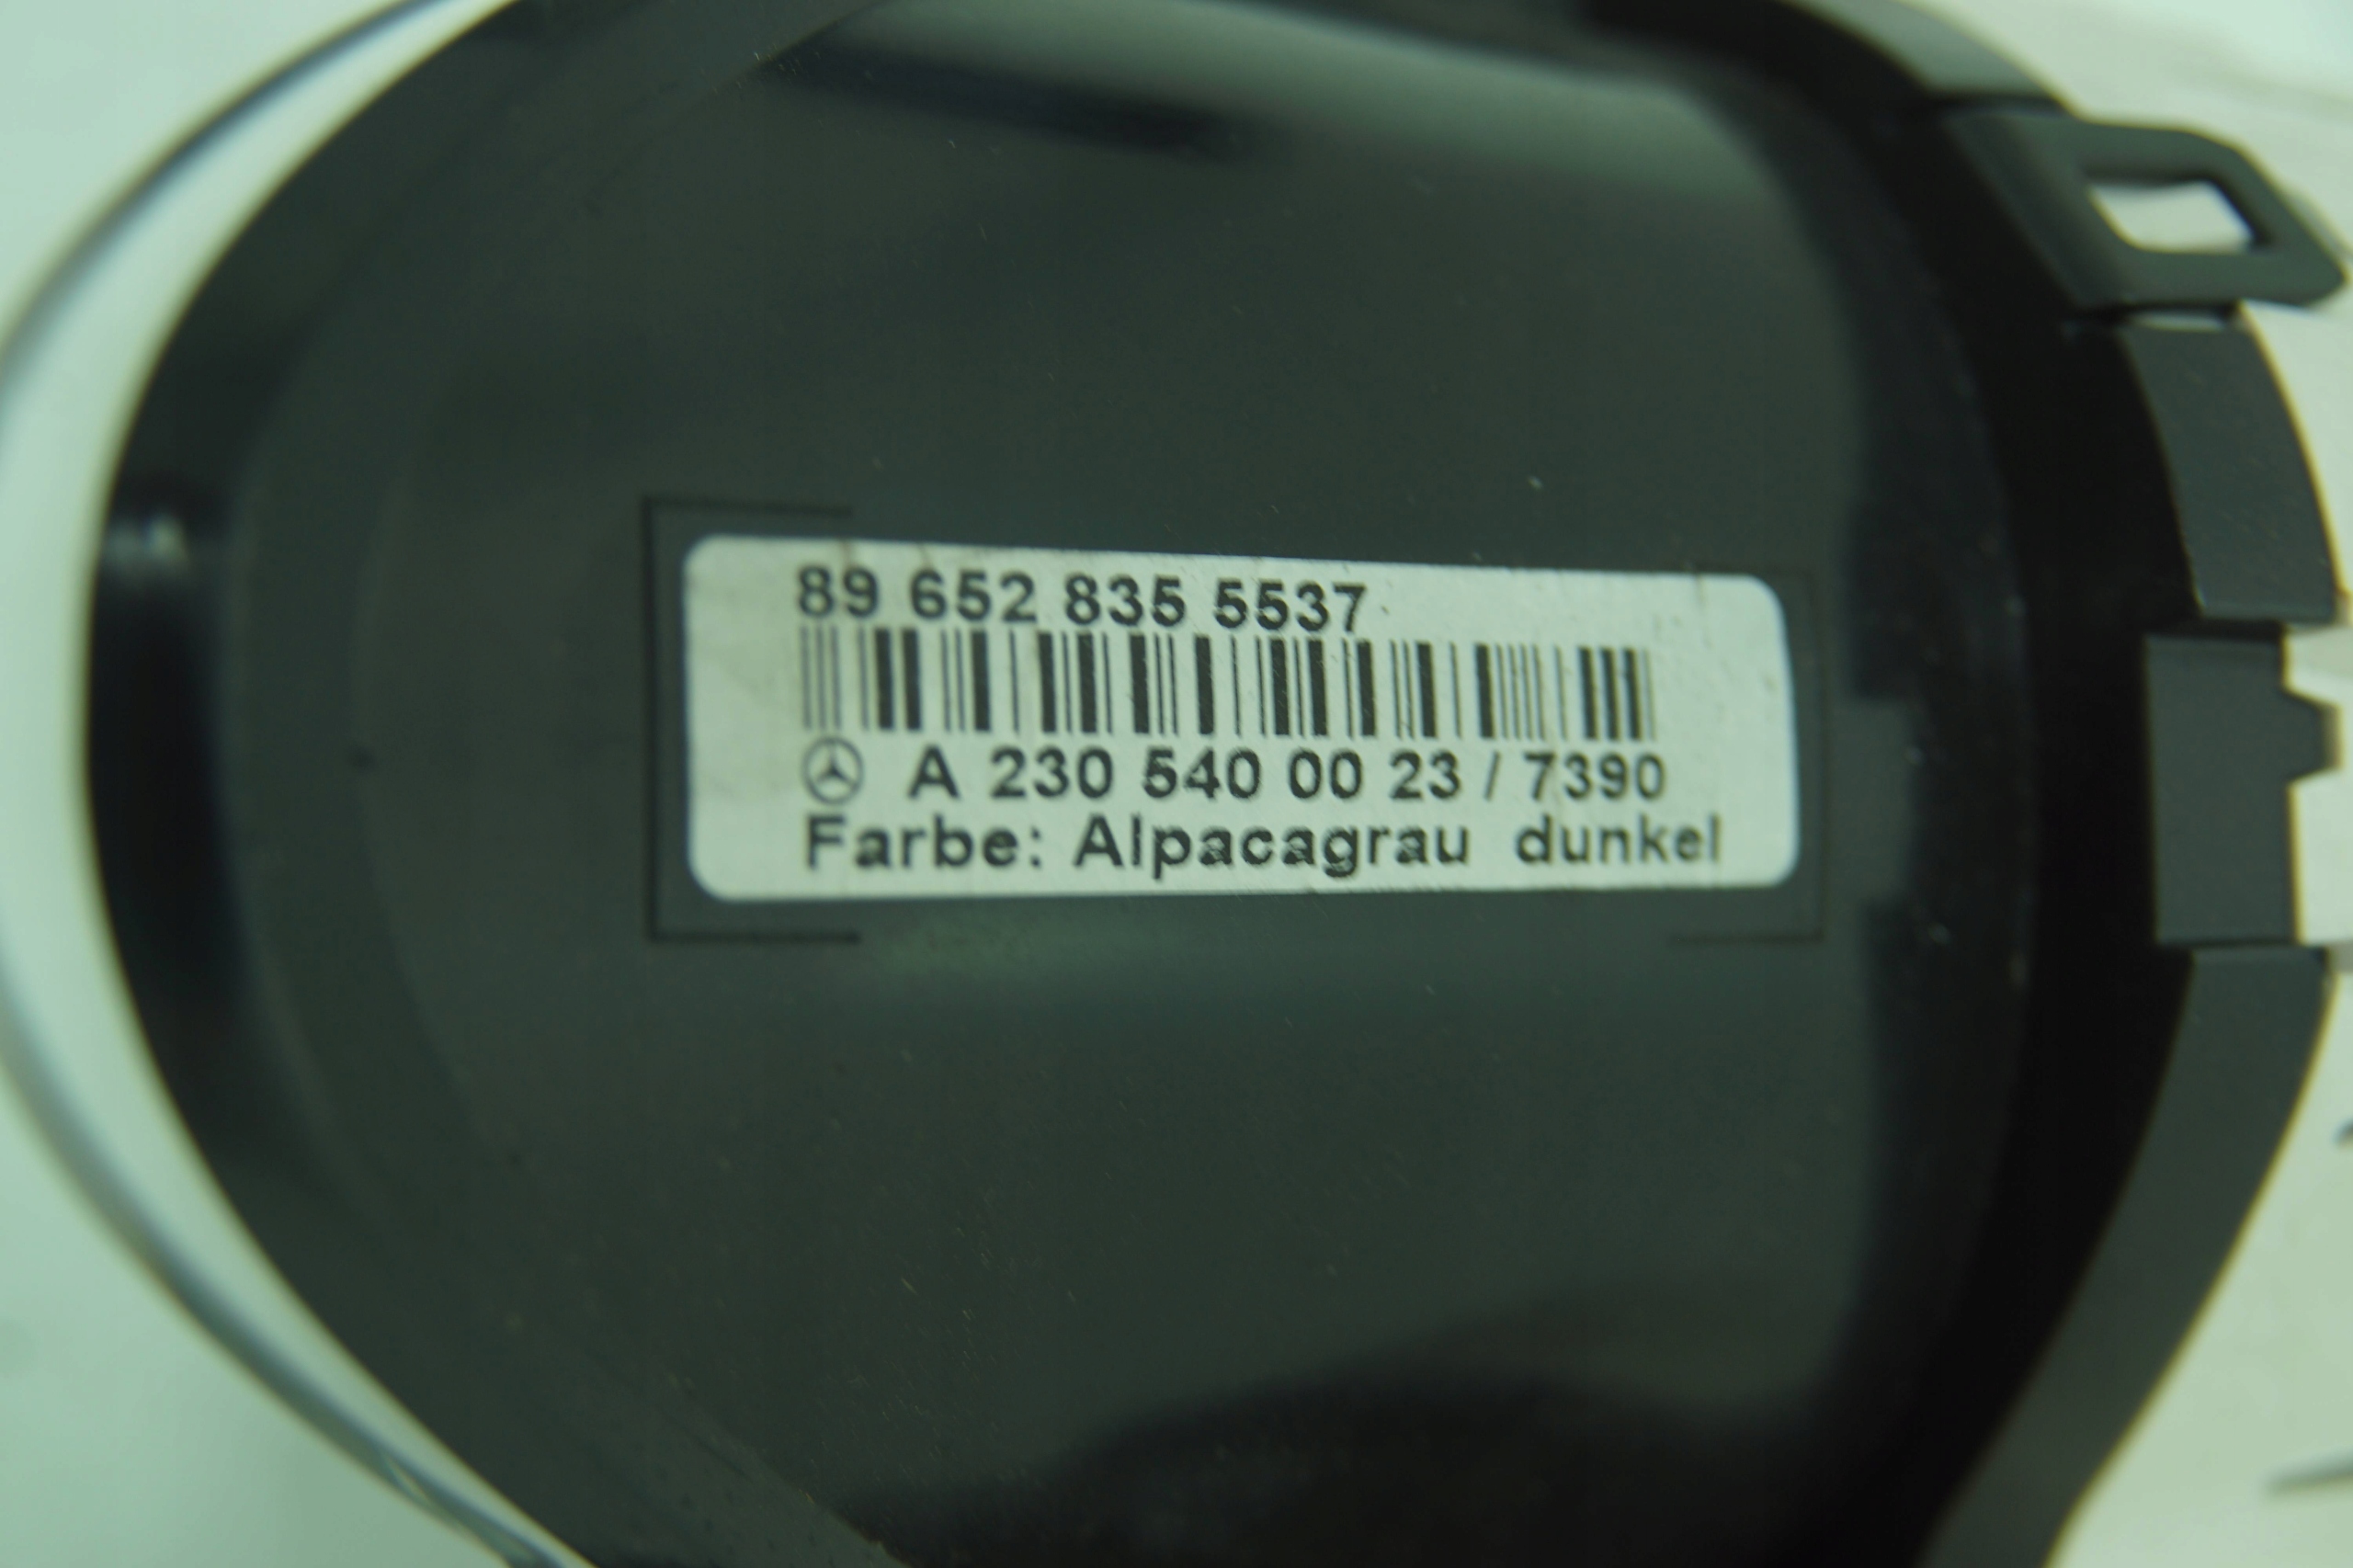 89 652 835 5537
A 230 540 00 23 / 7390
Farbe: Alpacagrau dunkel